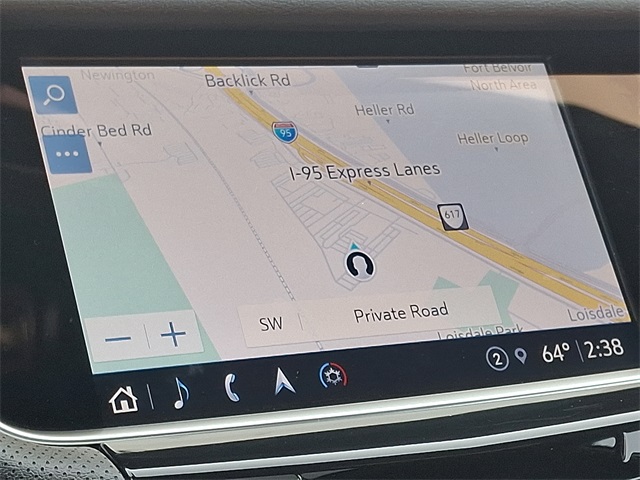 Newington
Backlick Rd
Fort Belvoir
North Area
Heller Rd
Cinder Bed Rd
95
Heller Loop
I-95 Express Lanes
617
SW
Private Road
Loisdale
Loisdale Park
2
64°
2:38